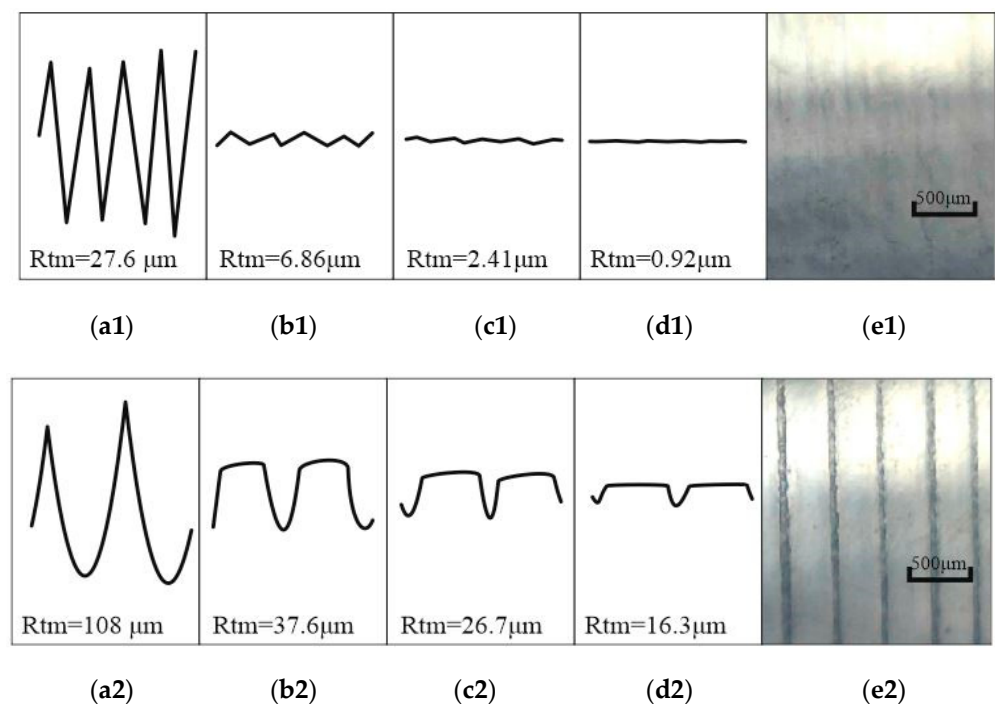 Rtm=27.6 μm
Rtm=6.86μm
Rtm=2.41μm
Rtm=0.92μm
500μm
(a1)
(b1)
(c1)
(d1)
(e1)
Rtm=108 μm
Rtm=37.6μm
Rtm=26.7μm
Rtm=16.3μm
500μm
(a2)
(b2)
(c2)
(d2)
(e2)